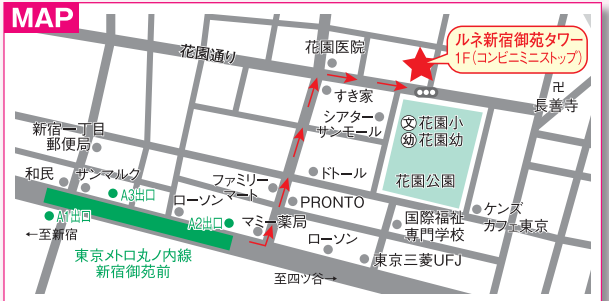 MAP
花園通り
花園医院
ルネ新宿御苑タワー
1F(コンビニミニストップ)
すき家
卍
長善寺
シアター
サンモール
文花園小
幼花園幼
新宿一丁目
郵便局
和民
サンマルク
ファミリー
マート
ドトール
花園公園
A3出口
ローソン
PRONTO
A1出口
A2出口
マミー薬局
国際福祉
専門学校
ケンズ
カフェ東京
←至新宿
ローソン
東京三菱UFJ
東京メトロ丸ノ内線
新宿御苑前
至四ツ谷→